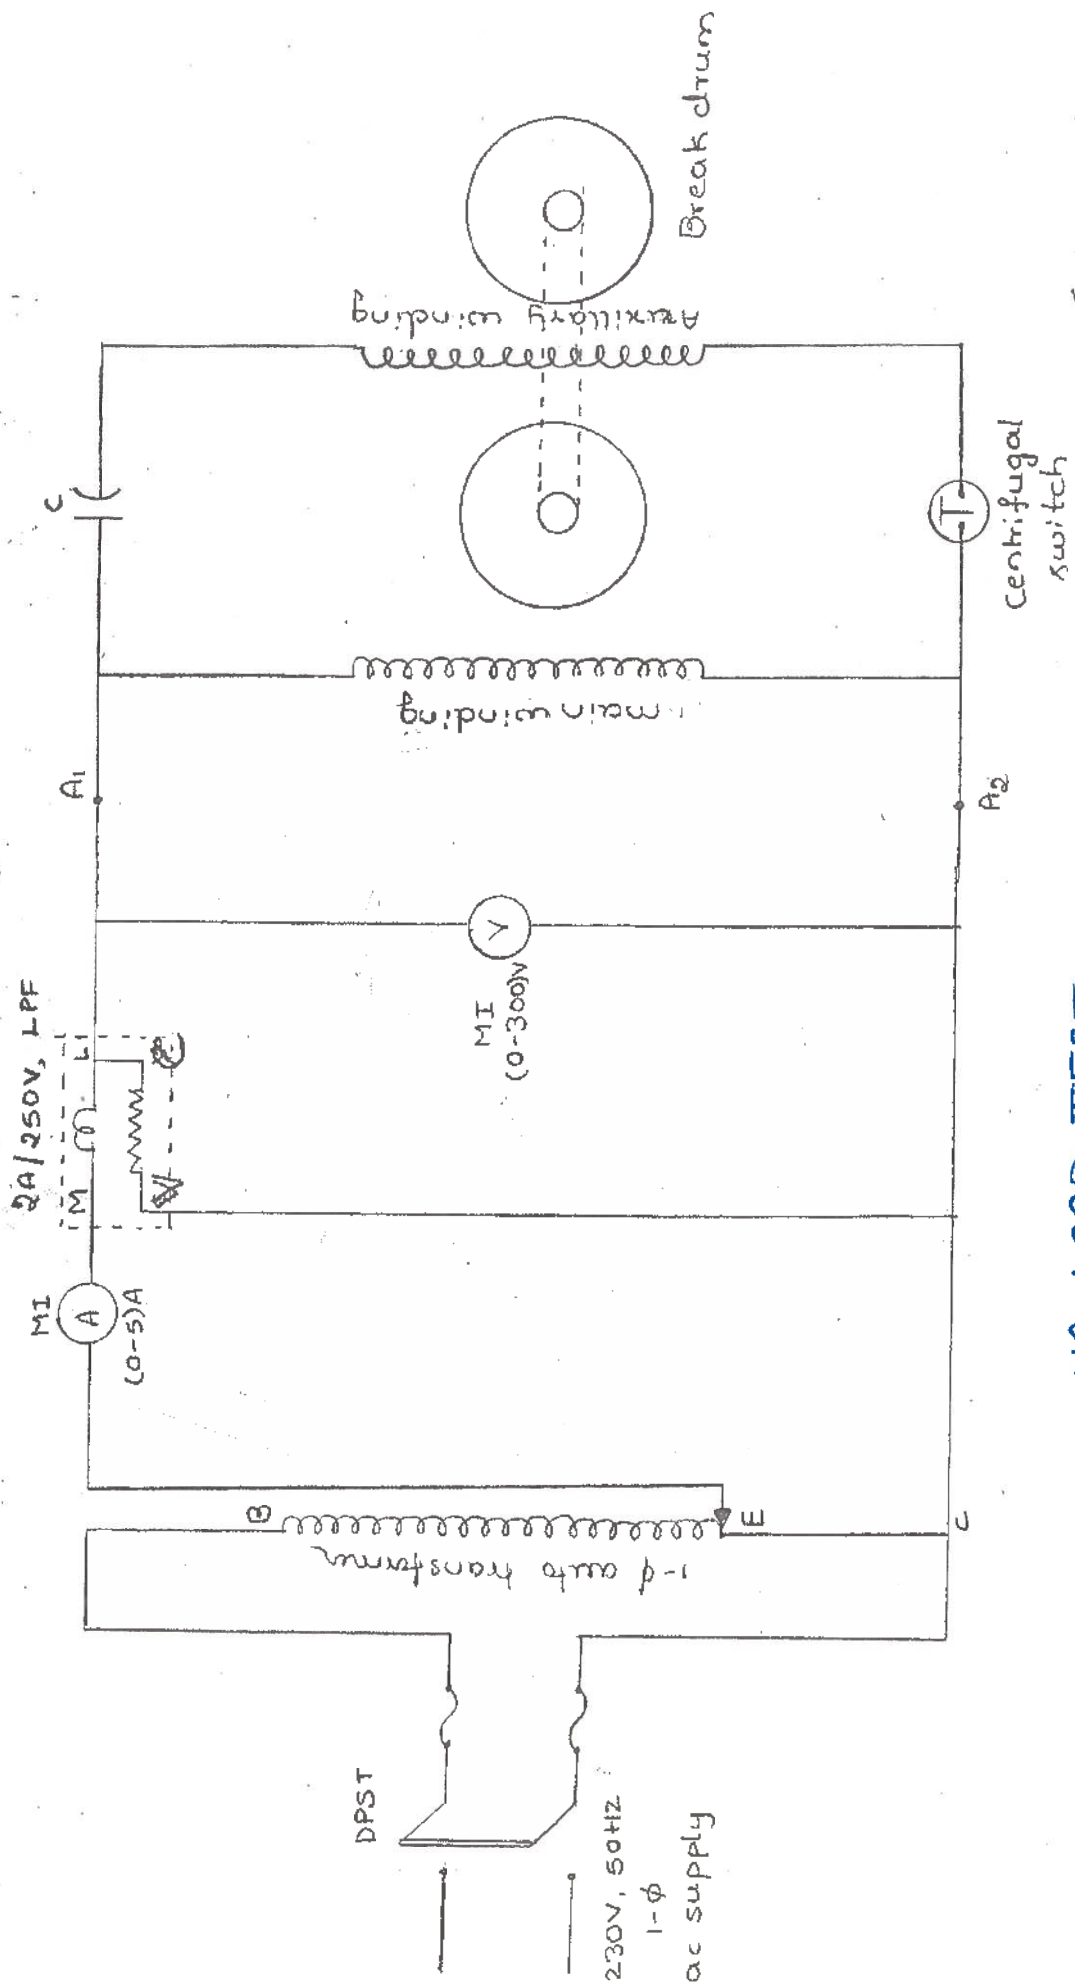 230V, 50HZ
1-ϕ
ac supply
DPST
1-ϕ auto transformer
B
E
C
MI
A
(0-5)A
2A/250V, LPF
M
L
MI
(0-300)V
V
A1
A2
main winding
C
Auxillary winding
Centrifugal
switch
T
Break drum